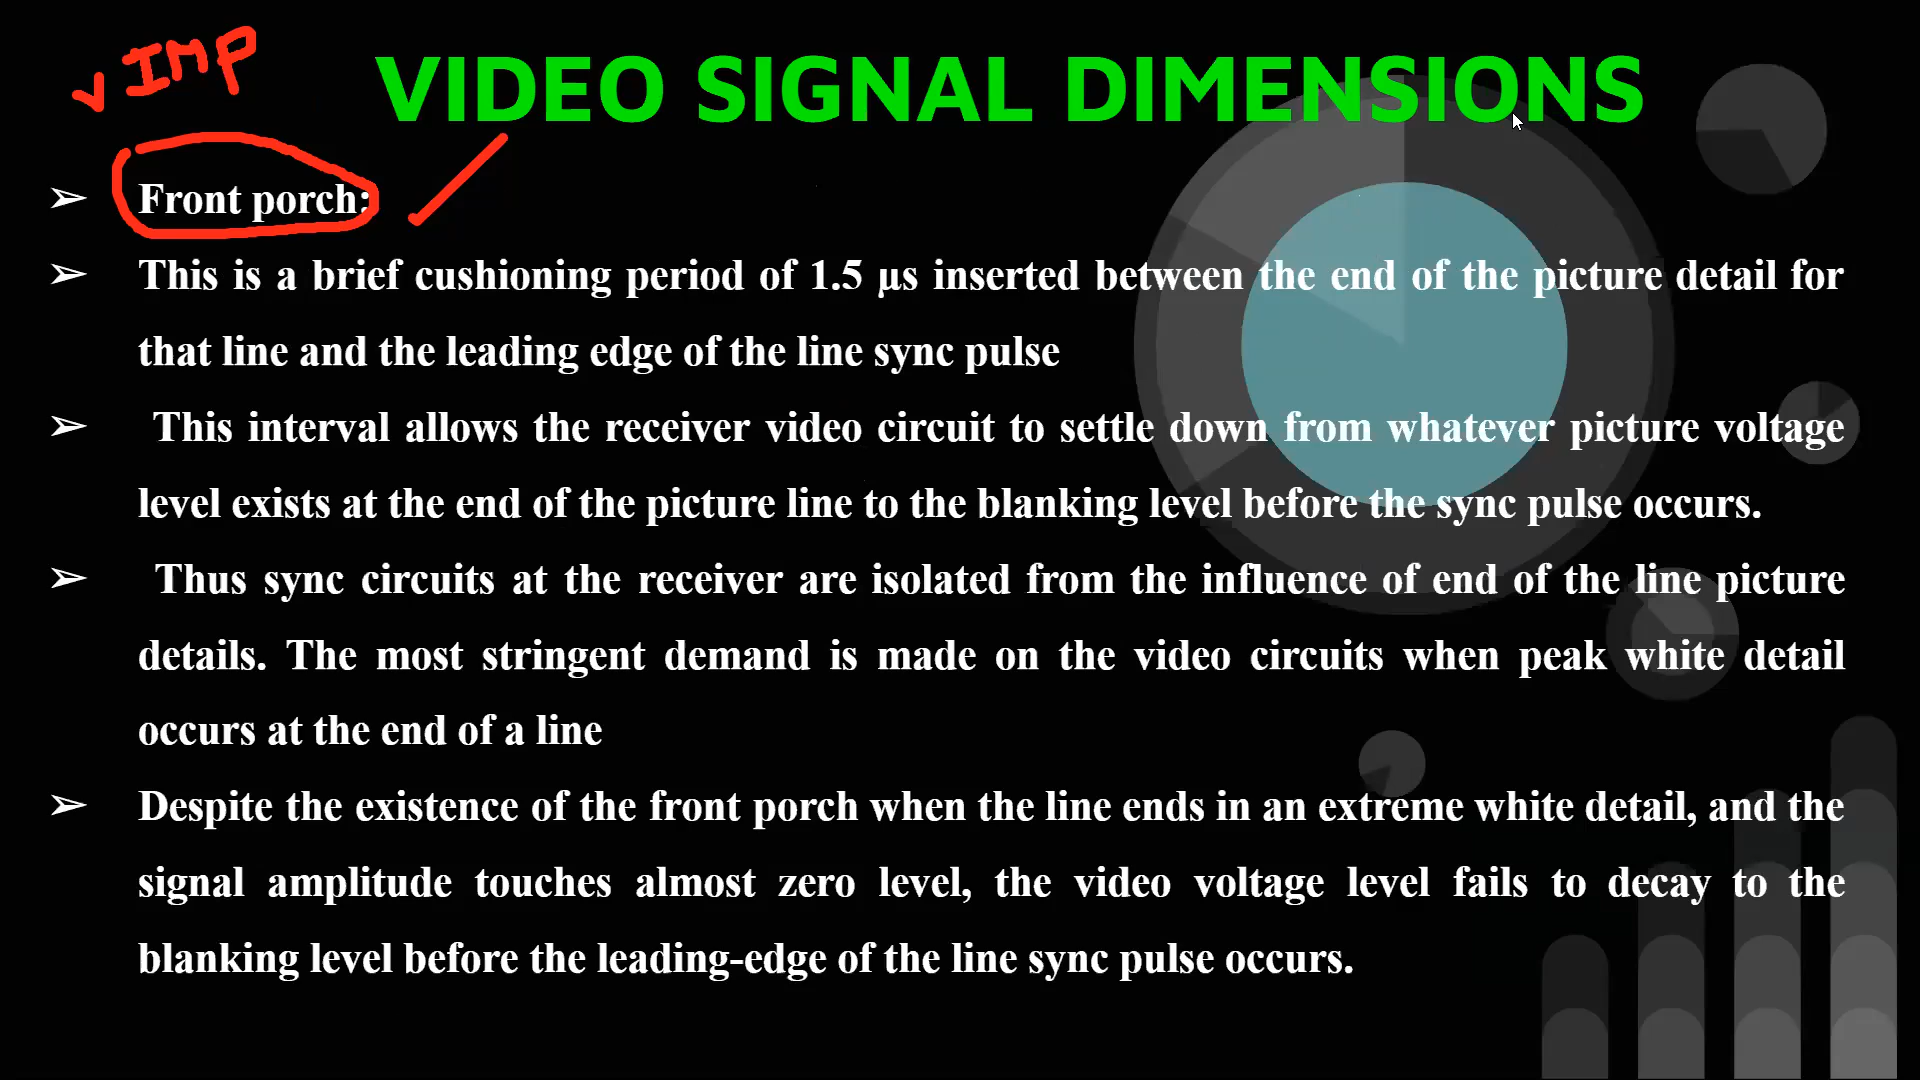 v IMP
VIDEO SIGNAL DIMENSIONS
➢ Front porch:
➢ This is a brief cushioning period of 1.5 μs inserted between the end of the picture detail for
that line and the leading edge of the line sync pulse
➢ This interval allows the receiver video circuit to settle down from whatever picture voltage
level exists at the end of the picture line to the blanking level before the sync pulse occurs.
➢ Thus sync circuits at the receiver are isolated from the influence of end of the line picture
details. The most stringent demand is made on the video circuits when peak white detail
occurs at the end of a line
➢ Despite the existence of the front porch when the line ends in an extreme white detail, and the
signal amplitude touches almost zero level, the video voltage level fails to decay to the
blanking level before the leading-edge of the line sync pulse occurs.